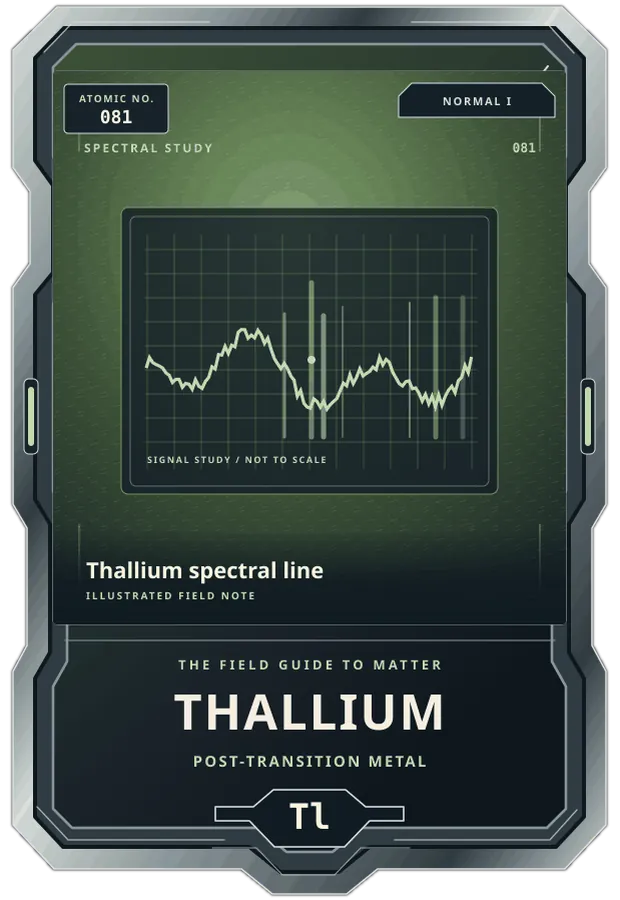 ATOMIC NO.
081
NORMAL I
SPECTRAL STUDY
081
SIGNAL STUDY / NOT TO SCALE
Thallium spectral line
ILLUSTRATED FIELD NOTE
THE FIELD GUIDE TO MATTER
THALLIUM
POST-TRANSITION METAL
Tl